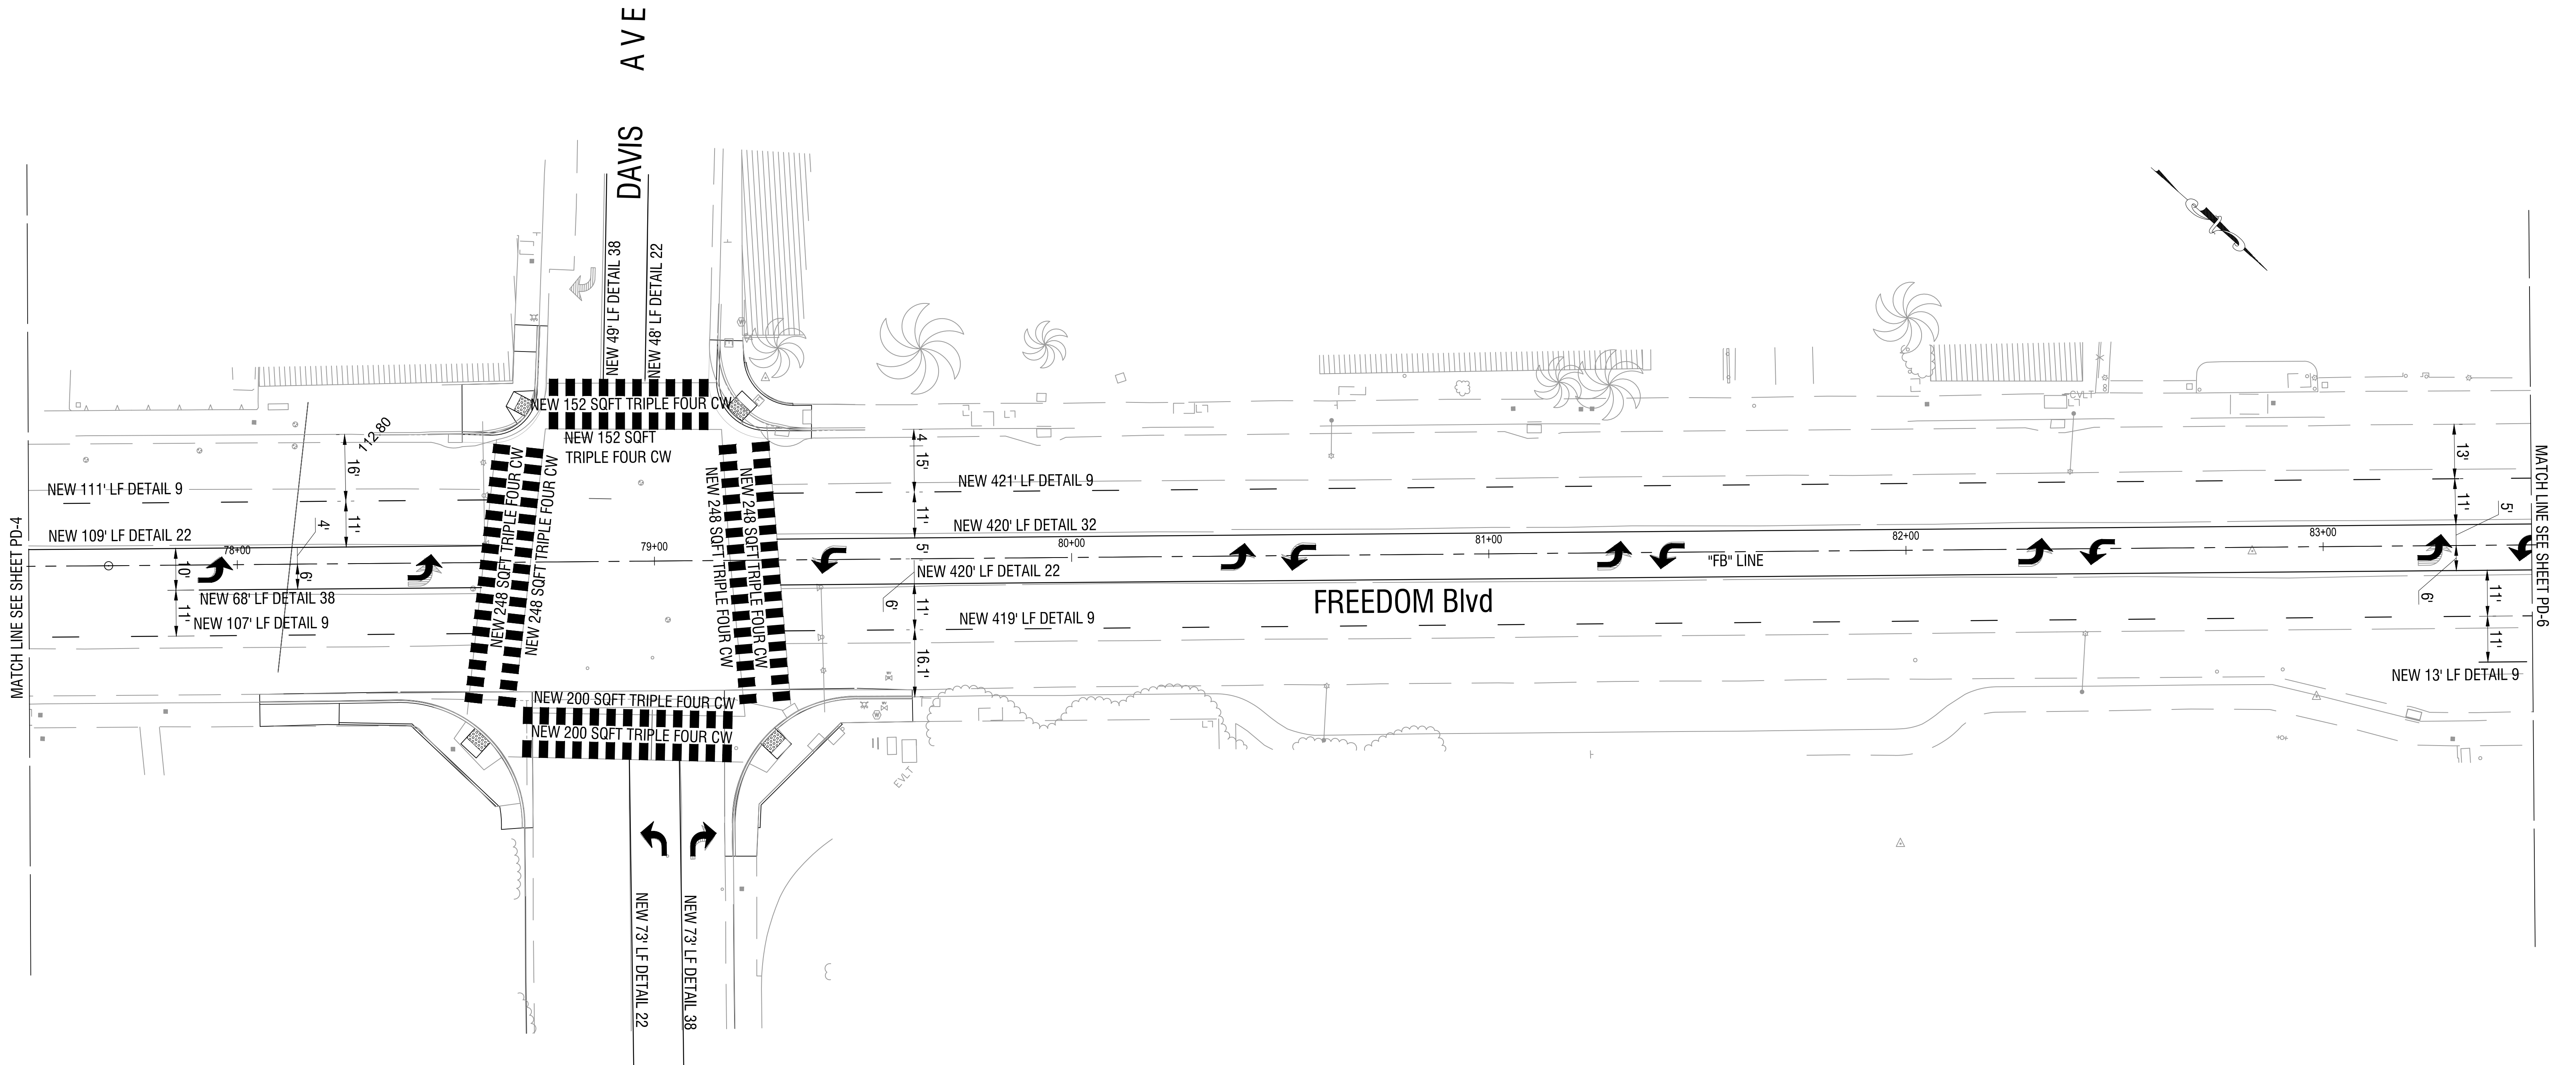 DAVIS AVE
NEW 49' LF DETAIL 38
NEW 48' LF DETAIL 22
NEW 152 SQFT TRIPLE FOUR CW
NEW 152 SQFT
TRIPLE FOUR CW
112.80
16'
11'
4'
6'
10'
11'
NEW 111' LF DETAIL 9
NEW 109' LF DETAIL 22
78+00
NEW 68' LF DETAIL 38
NEW 107' LF DETAIL 9
MATCH LINE SEE SHEET PD-4
NEW 248 SQFT TRIPLE FOUR CW
NEW 248 SQFT TRIPLE FOUR CW
79+00
NEW 248 SQFT TRIPLE FOUR CW
NEW 248 SQFT TRIPLE FOUR CW
4
15'
11'
5'
6'
11'
16.1'
NEW 421' LF DETAIL 9
NEW 420' LF DETAIL 32
80+00
81+00
82+00
83+00
"FB" LINE
NEW 420' LF DETAIL 22
FREEDOM Blvd
NEW 419' LF DETAIL 9
CVLT
13'
11'
5'
6'
11'
11'
NEW 13' LF DETAIL 9
MATCH LINE SEE SHEET PD-6
NEW 200 SQFT TRIPLE FOUR CW
NEW 200 SQFT TRIPLE FOUR CW
EVLT
W
W
NEW 73' LF DETAIL 22
NEW 73' LF DETAIL 38